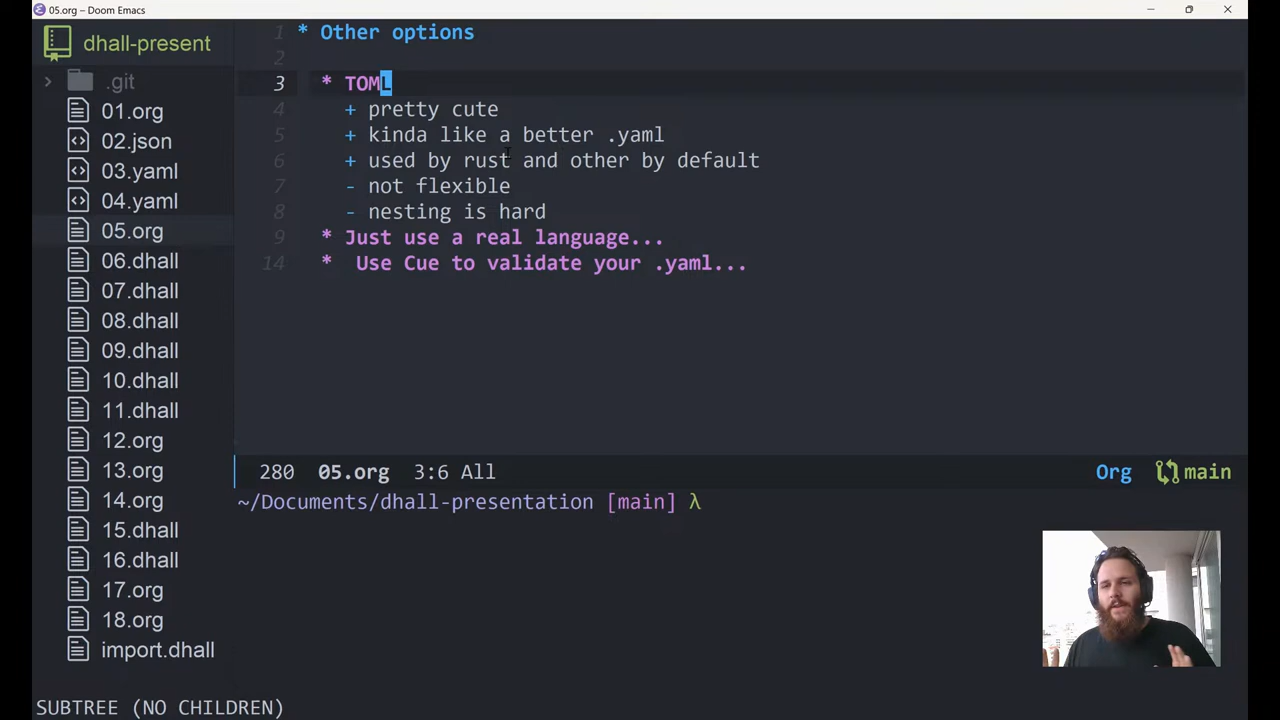 05.org – Doom Emacs
dhall-present
.git
01.org
02.json
03.yaml
04.yaml
05.org
06.dhall
07.dhall
08.dhall
09.dhall
10.dhall
11.dhall
12.org
13.org
14.org
15.dhall
16.dhall
17.org
18.org
import.dhall
1 * Other options
2
3 * TOML
4 + pretty cute
5 + kinda like a better .yaml
6 + used by rust and other by default
7 - not flexible
8 - nesting is hard
9 * Just use a real language...
14 * Use Cue to validate your .yaml...
280 05.org 3:6 All Org main
~/Documents/dhall-presentation [main] λ
SUBTREE (NO CHILDREN)